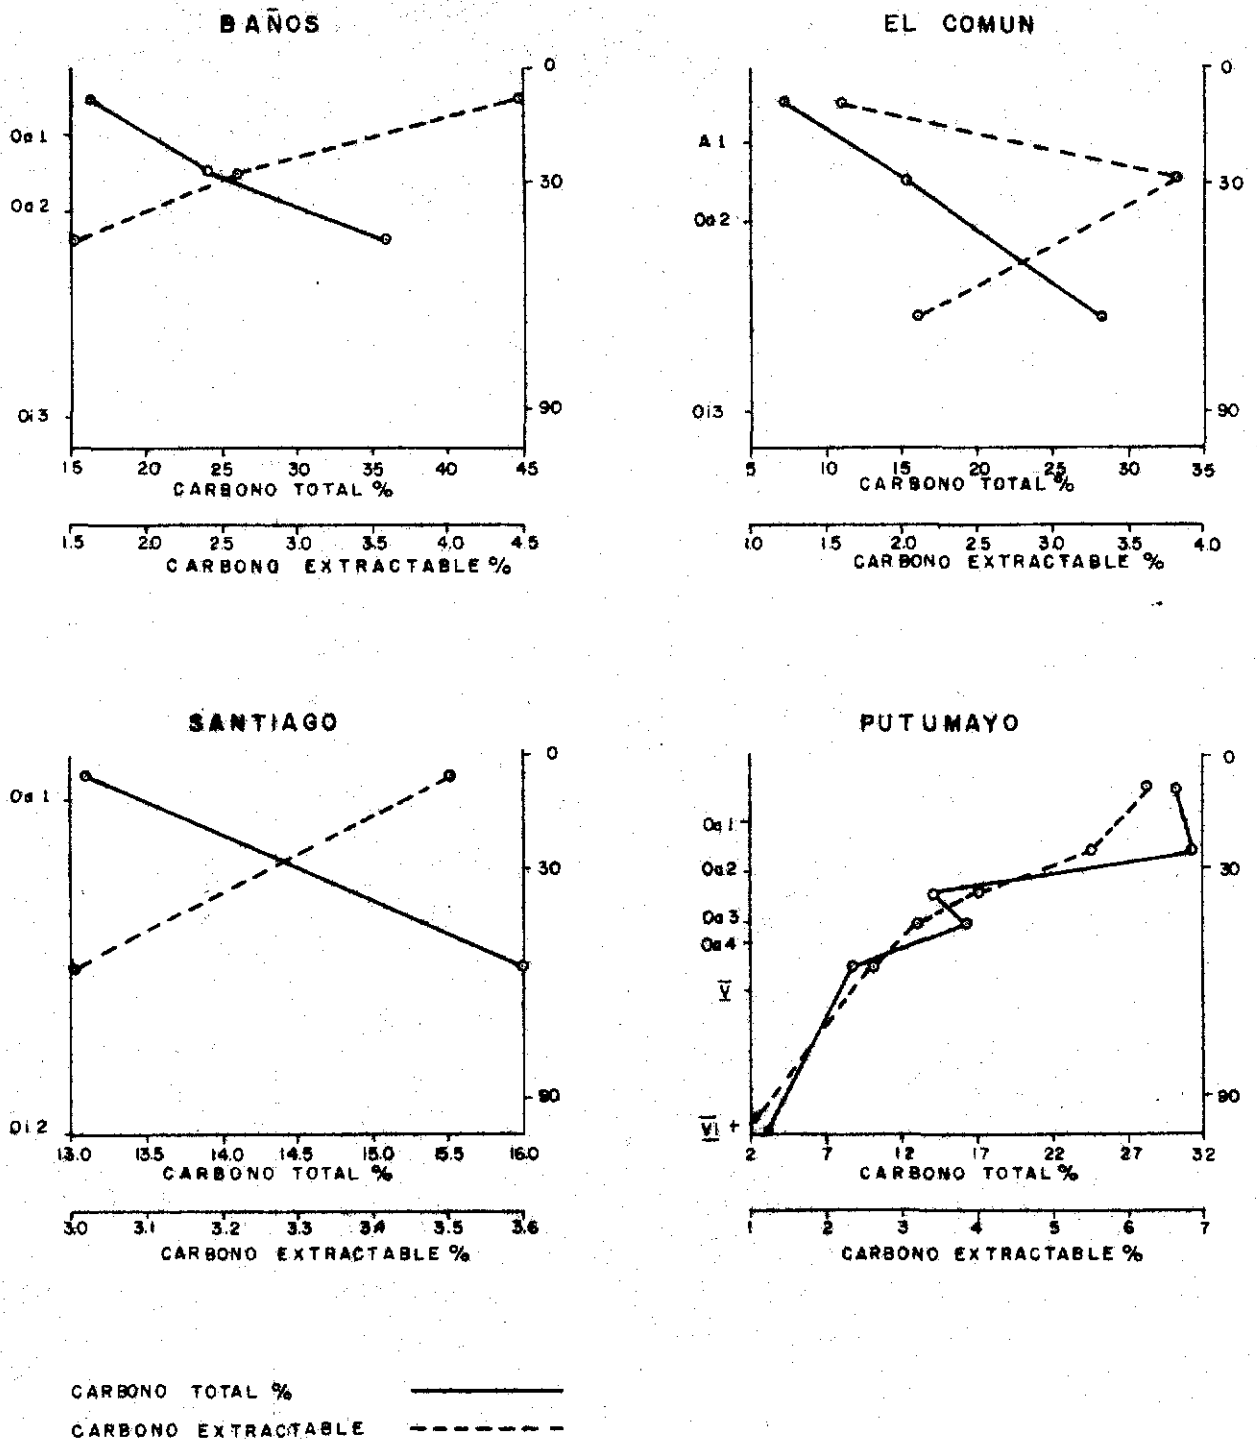 BAÑOS
0
Oa1
30
Oa2
90
Oi3
15 20 25 30 35 40 45
CARBONO TOTAL %
1.5 2.0 2.5 3.0 3.5 4.0 4.5
CARBONO EXTRACTABLE %
EL COMUN
0
A1
30
Oa2
90
Oi3
5 10 15 20 25 30 35
CARBONO TOTAL %
1.0 1.5 2.0 2.5 3.0 3.5 4.0
CARBONO EXTRACTABLE %
SANTIAGO
0
Oa1
30
90
Oi2
13.0 13.5 14.0 14.5 15.0 15.5 16.0
CARBONO TOTAL %
3.0 3.1 3.2 3.3 3.4 3.5 3.6
CARBONO EXTRACTABLE %
PUTUMAYO
0
Oa1
30
Oa2
Oa3
Oa4
V
90
VI +
2 7 12 17 22 27 32
CARBONO TOTAL %
1 2 3 4 5 6 7
CARBONO EXTRACTABLE %
CARBONO TOTAL %
CARBONO EXTRACTABLE